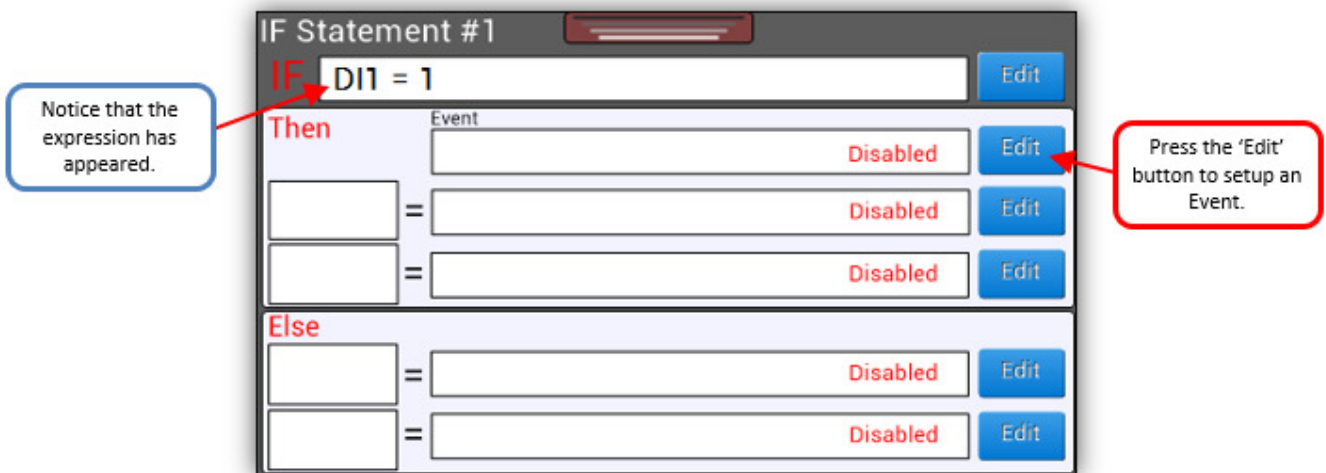 IF Statement #1
IF DI1 = 1 Edit
Notice that the
expression has
appeared.
Then Event
Disabled Edit
Press the 'Edit'
button to setup an
Event.
= Disabled Edit
= Disabled Edit
Else
= Disabled Edit
= Disabled Edit